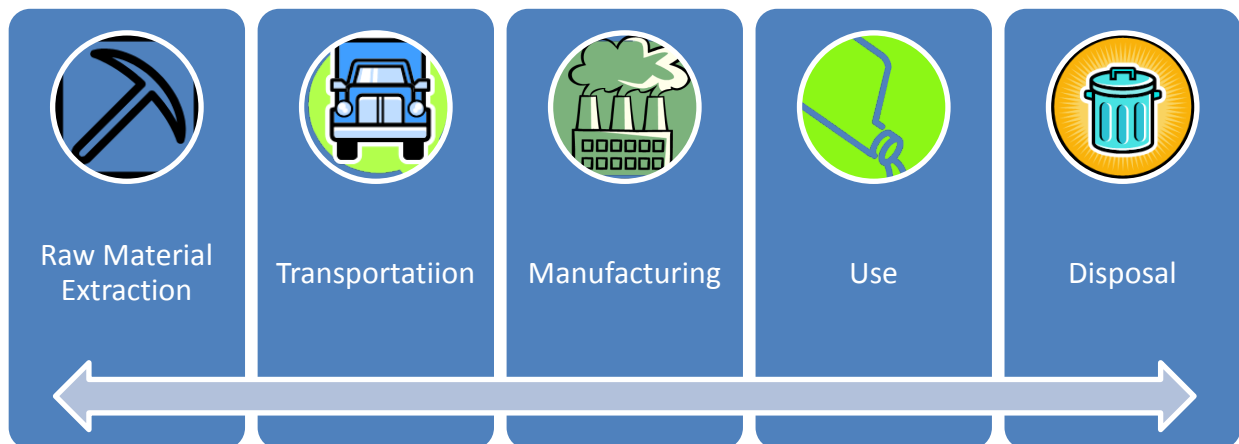 Raw Material
Extraction
Transportatiion
Manufacturing
Use
Disposal